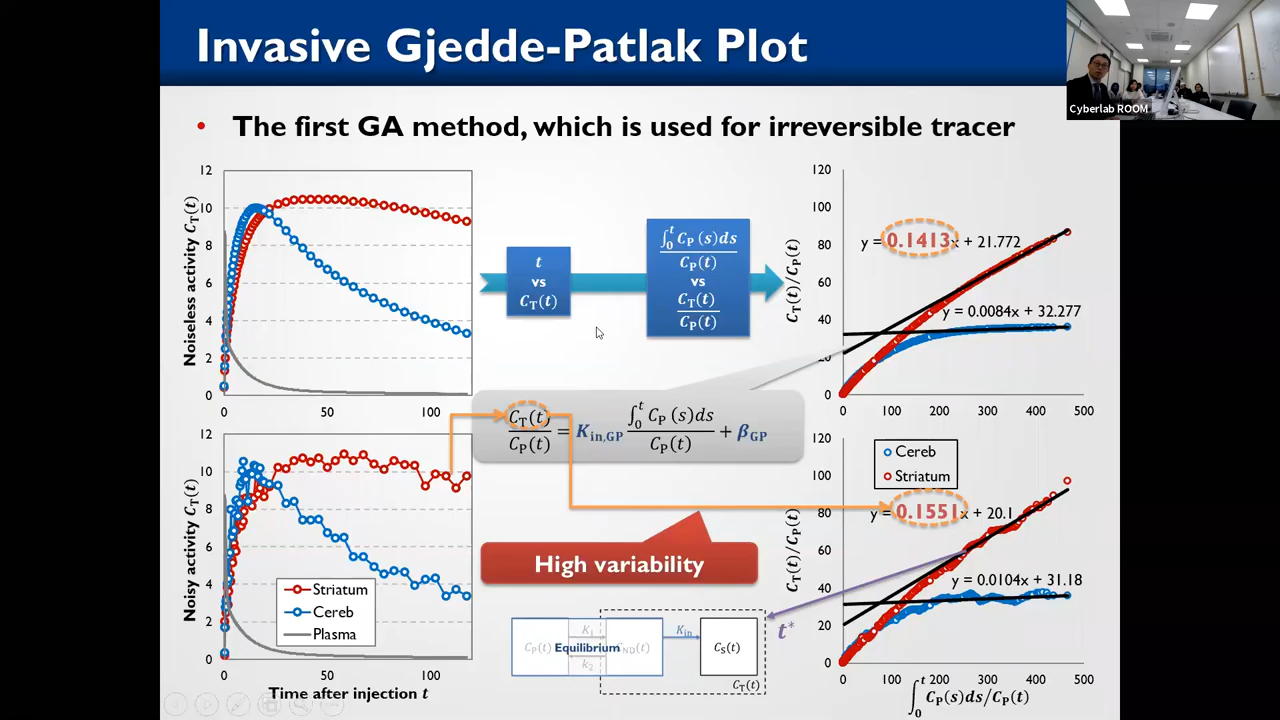 Invasive Gjedde-Patlak Plot
Cyberlab ROOM
• The first GA method, which is used for irreversible tracer
Noiseless activity C_T(t)
12
10
8
6
4
2
0
0 50 100
t
vs
C_T(t)
∫₀ᵗ C_P(s)ds / C_P(t)
vs
C_T(t) / C_P(t)
C_T(t)/C_P(t)
120
100
80
60
40
20
0
0 100 200 300 400 500
y = 0.1413x + 21.772
y = 0.0084x + 32.277
C_T(t)/C_P(t) = K_in,GP ∫₀ᵗ C_P(s)ds / C_P(t) + β_GP
Noisy activity C_T(t)
12
10
8
6
4
2
0
Striatum
Cereb
Plasma
0 50 100
Time after injection t
High variability
C_P(t) K₁ Equilibrium k₂ C_ND(t) K_in C_S(t)
C_T(t)
t*
C_T(t)/C_P(t)
120
100
80
60
40
20
0
Cereb
Striatum
y = 0.1551x + 20.1
y = 0.0104x + 31.18
0 100 200 300 400 500
∫₀ᵗ C_P(s)ds/C_P(t)